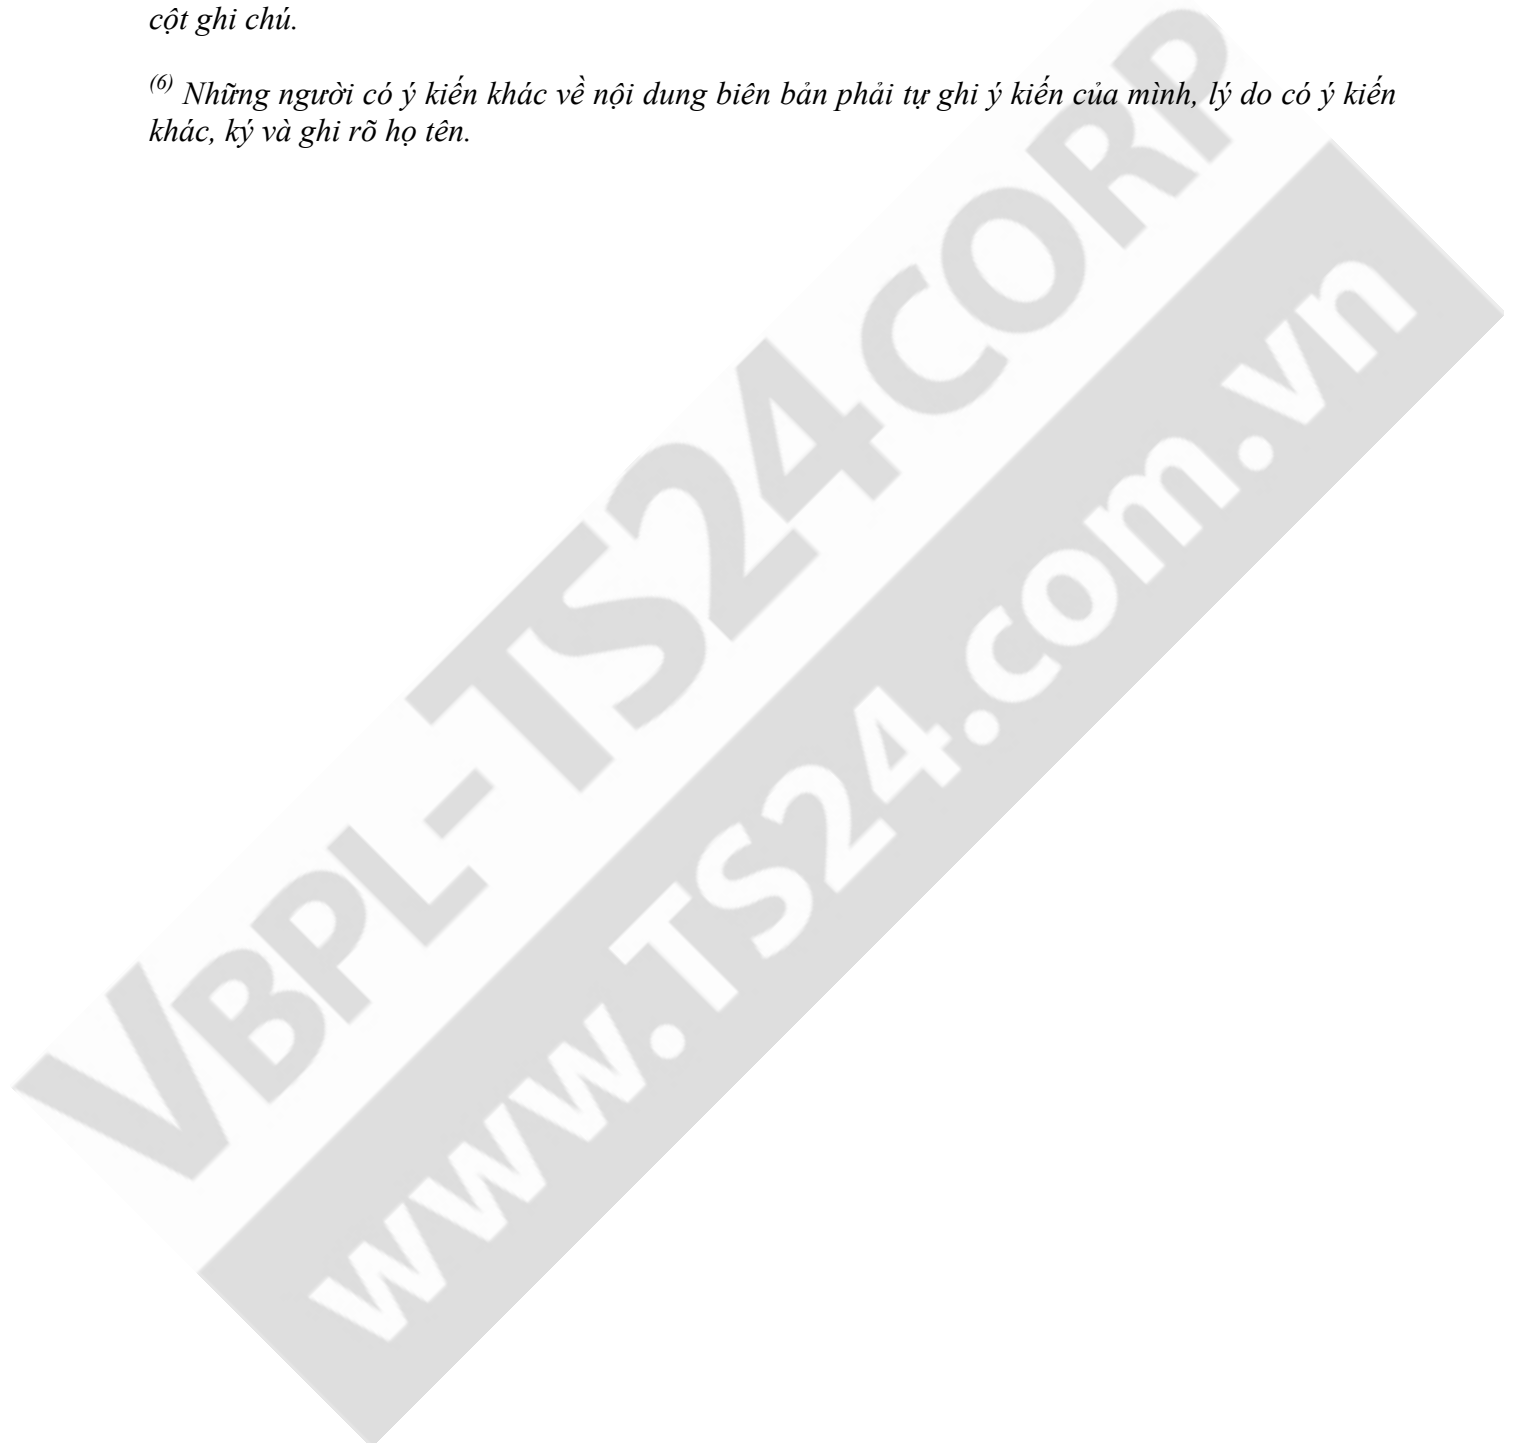 cột ghi chú.
(6) Những người có ý kiến khác về nội dung biên bản phải tự ghi ý kiến của mình, lý do có ý kiến
khác, ký và ghi rõ họ tên.
VBPL-TS24CORP
www.TS24.com.vn